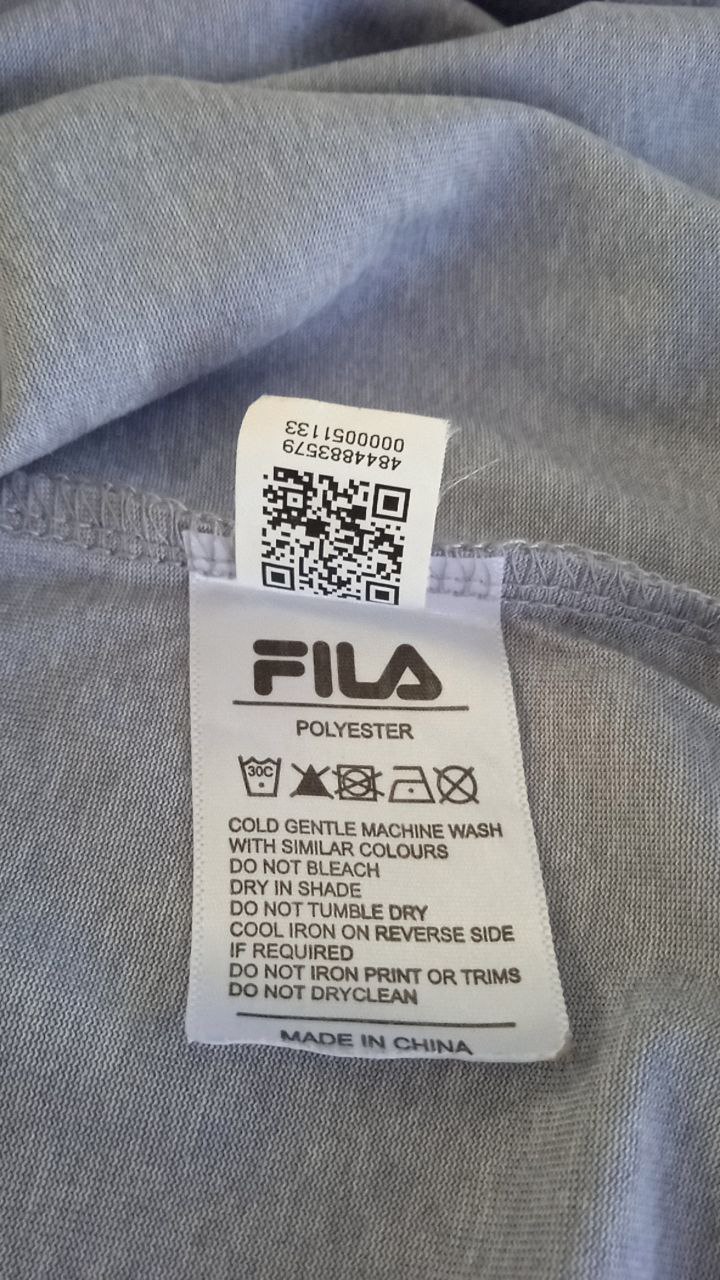 4844883579
0000051133
FILA
POLYESTER
30C
COLD GENTLE MACHINE WASH
WITH SIMILAR COLOURS
DO NOT BLEACH
DRY IN SHADE
DO NOT TUMBLE DRY
COOL IRON ON REVERSE SIDE
IF REQUIRED
DO NOT IRON PRINT OR TRIMS
DO NOT DRYCLEAN
MADE IN CHINA